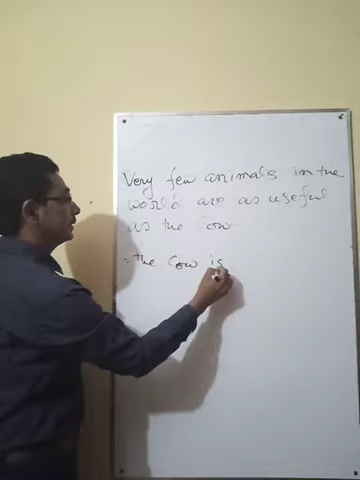 Very few animals in the
world are as useful
as the Cow
= The Cow is